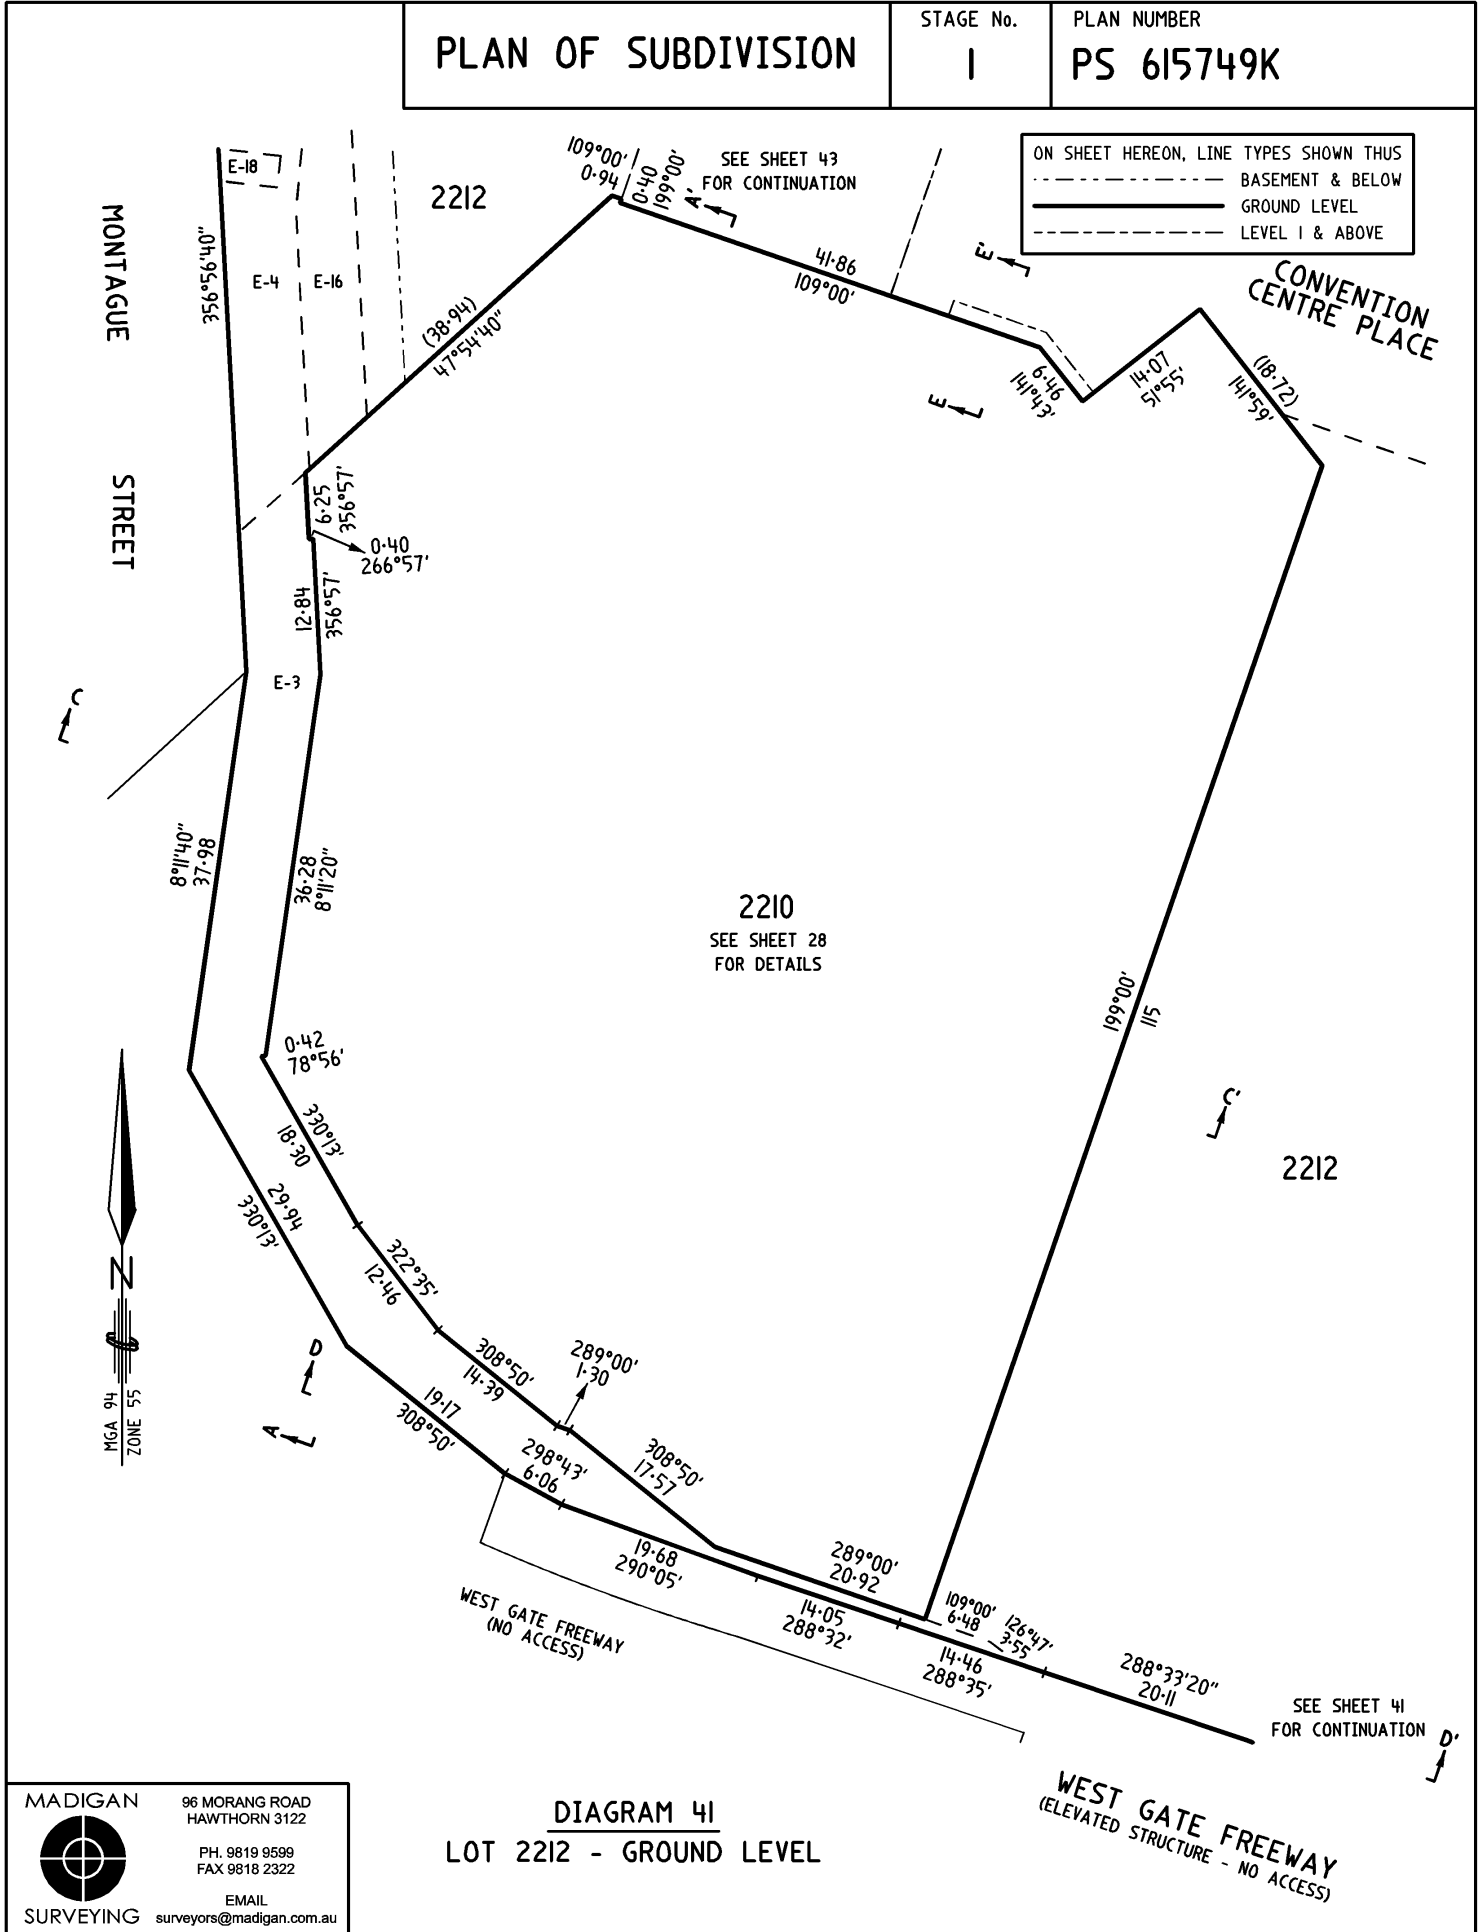 PLAN OF SUBDIVISION
STAGE No.
1
PLAN NUMBER
PS 615749K
ON SHEET HEREON, LINE TYPES SHOWN THUS
BASEMENT & BELOW
GROUND LEVEL
LEVEL 1 & ABOVE
E-18
2212
109°00'
0·94
0·40
199°00'
SEE SHEET 43
FOR CONTINUATION
A'
MONTAGUE
STREET
356°56'40"
E-4
E-16
(38·94)
47°54'40"
41·86
109°00'
E'
E
CONVENTION
CENTRE PLACE
6·46
141°43'
14·07
51°55'
(18·72)
141°59'
6·25
356°57'
0·40
266°57'
12·84
356°57'
E-3
C
8°11'40"
37·98
36·28
8°11'20"
2210
SEE SHEET 28
FOR DETAILS
199°00'
115
0·42
78°56'
C'
2212
330°13'
18·30
29·94
330°13'
322°35'
12·46
N
MGA 94
ZONE 55
D
A
308°50'
14·39
289°00'
1·30
19·17
308°50'
298°43'
6·06
308°50'
17·57
19·68
290°05'
289°00'
20·92
14·05
288°32'
109°00'
6·48
126°47'
3·55
14·46
288°35'
288°33'20"
20·11
WEST GATE FREEWAY
(NO ACCESS)
SEE SHEET 41
FOR CONTINUATION
D'
WEST GATE FREEWAY
(ELEVATED STRUCTURE - NO ACCESS)
DIAGRAM 41
LOT 2212 - GROUND LEVEL
MADIGAN
SURVEYING
96 MORANG ROAD
HAWTHORN 3122
PH. 9819 9599
FAX 9818 2322
EMAIL
surveyors@madigan.com.au